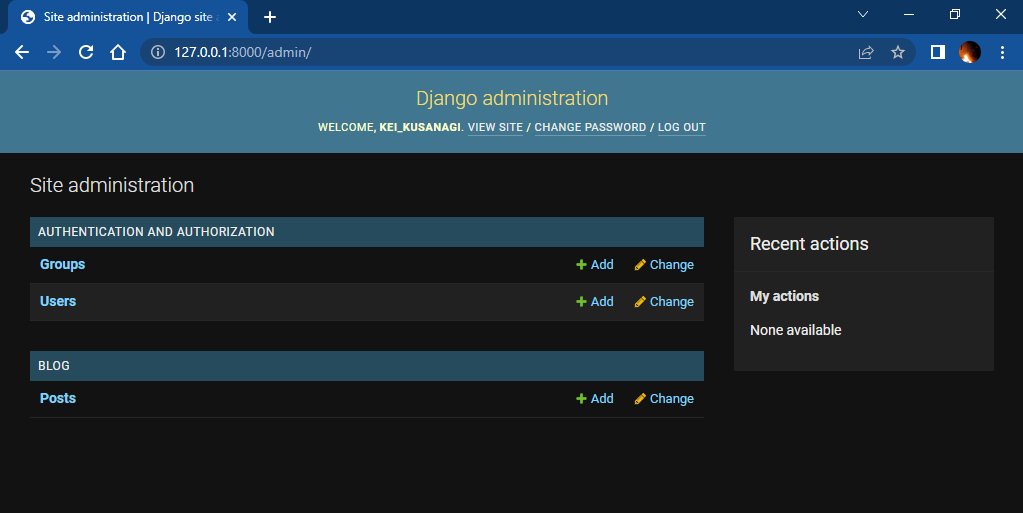 Site administration | Django site a
127.0.0.1:8000/admin/
Django administration
WELCOME, KEI_KUSANAGI. VIEW SITE / CHANGE PASSWORD / LOG OUT
Site administration
AUTHENTICATION AND AUTHORIZATION
Groups Add Change
Users Add Change
BLOG
Posts Add Change
Recent actions
My actions
None available